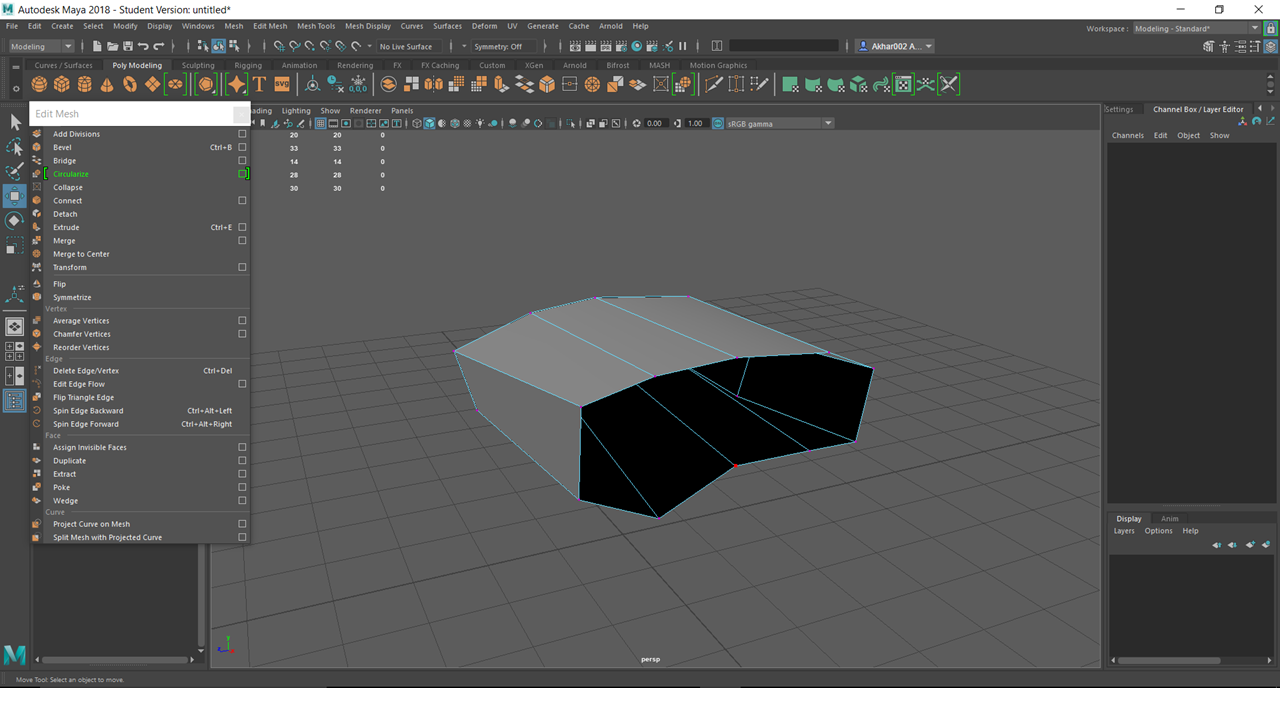 Autodesk Maya 2018 - Student Version: untitled*
File Edit Create Select Modify Display Windows Mesh Edit Mesh Mesh Tools Mesh Display Curves Surfaces Deform UV Generate Cache Arnold Help
Workspace : Modeling - Standard*
Modeling No Live Surface Symmetry: Off Akhar002 A...
Curves / Surfaces Poly Modeling Sculpting Rigging Animation Rendering FX FX Caching Custom XGen Arnold Bifrost MASH Motion Graphics
SVG
0,0,0
Edit Mesh
ading Lighting Show Renderer Panels
0.00 1.00 sRGB gamma
20 20 0
33 33 0
14 14 0
28 28 0
30 30 0
Add Divisions
Bevel Ctrl+B
Bridge
Circularize
Collapse
Connect
Detach
Extrude Ctrl+E
Merge
Merge to Center
Transform
Flip
Symmetrize
Vertex
Average Vertices
Chamfer Vertices
Reorder Vertices
Edge
Delete Edge/Vertex Ctrl+Del
Edit Edge Flow
Flip Triangle Edge
Spin Edge Backward Ctrl+Alt+Left
Spin Edge Forward Ctrl+Alt+Right
Face
Assign Invisible Faces
Duplicate
Extract
Poke
Wedge
Curve
Project Curve on Mesh
Split Mesh with Projected Curve
persp
y
Settings Channel Box / Layer Editor
Channels Edit Object Show
Display Anim
Layers Options Help
Move Tool: Select an object to move.